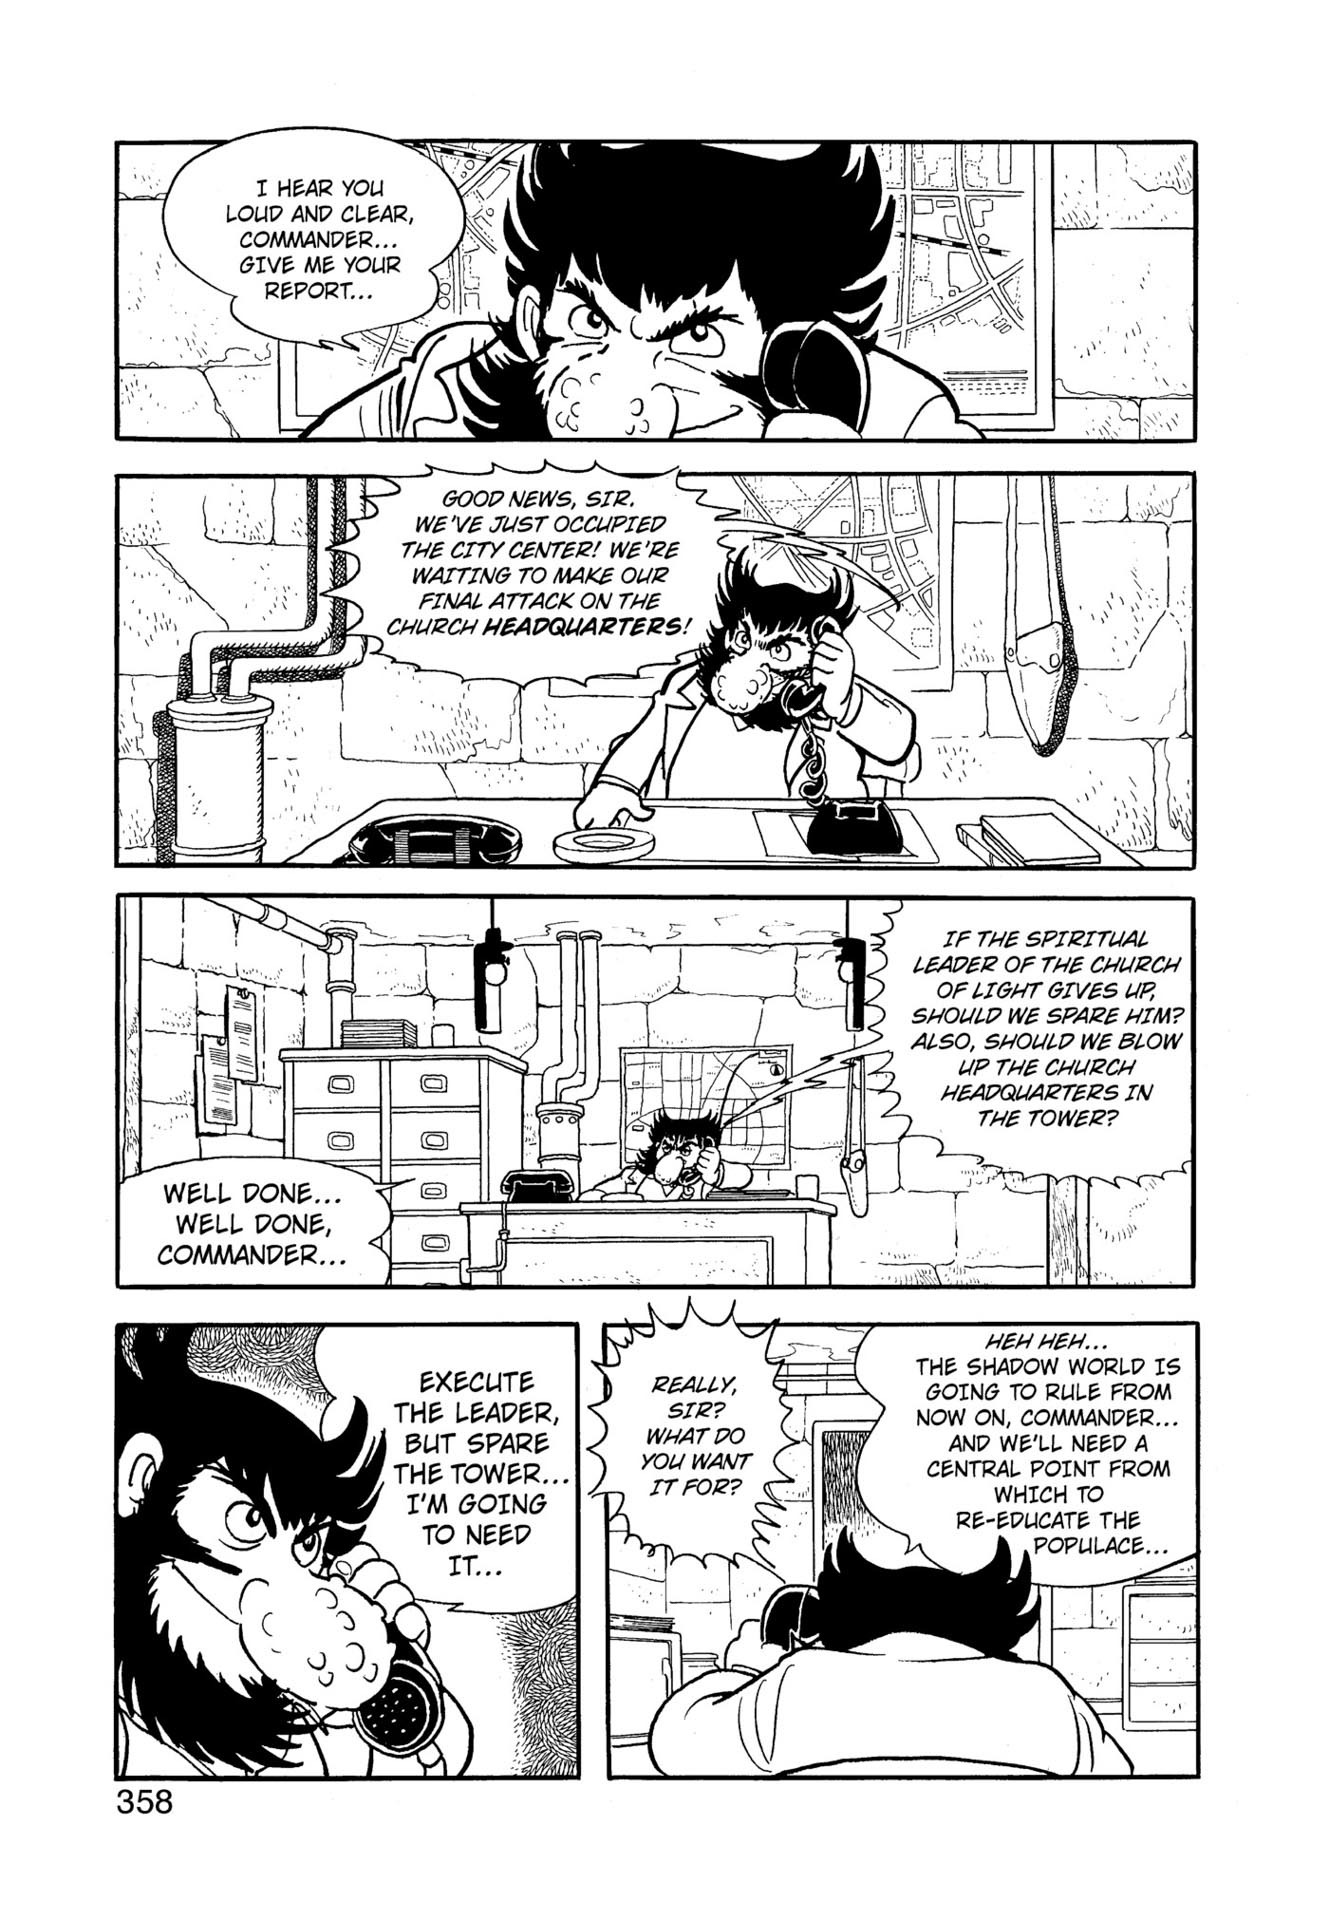 I HEAR YOU
LOUD AND CLEAR,
COMMANDER...
GIVE ME YOUR
REPORT...
GOOD NEWS, SIR.
WE'VE JUST OCCUPIED
THE CITY CENTER! WE'RE
WAITING TO MAKE OUR
FINAL ATTACK ON THE
CHURCH HEADQUARTERS!
IF THE SPIRITUAL
LEADER OF THE CHURCH
OF LIGHT GIVES UP,
SHOULD WE SPARE HIM?
ALSO, SHOULD WE BLOW
UP THE CHURCH
HEADQUARTERS IN
THE TOWER?
WELL DONE...
WELL DONE,
COMMANDER...
EXECUTE
THE LEADER,
BUT SPARE
THE TOWER...
I'M GOING
TO NEED
IT...
REALLY,
SIR?
WHAT DO
YOU WANT
IT FOR?
HEH HEH...
THE SHADOW WORLD IS
GOING TO RULE FROM
NOW ON, COMMANDER...
AND WE'LL NEED A
CENTRAL POINT FROM
WHICH TO
RE-EDUCATE THE
POPULACE...
358